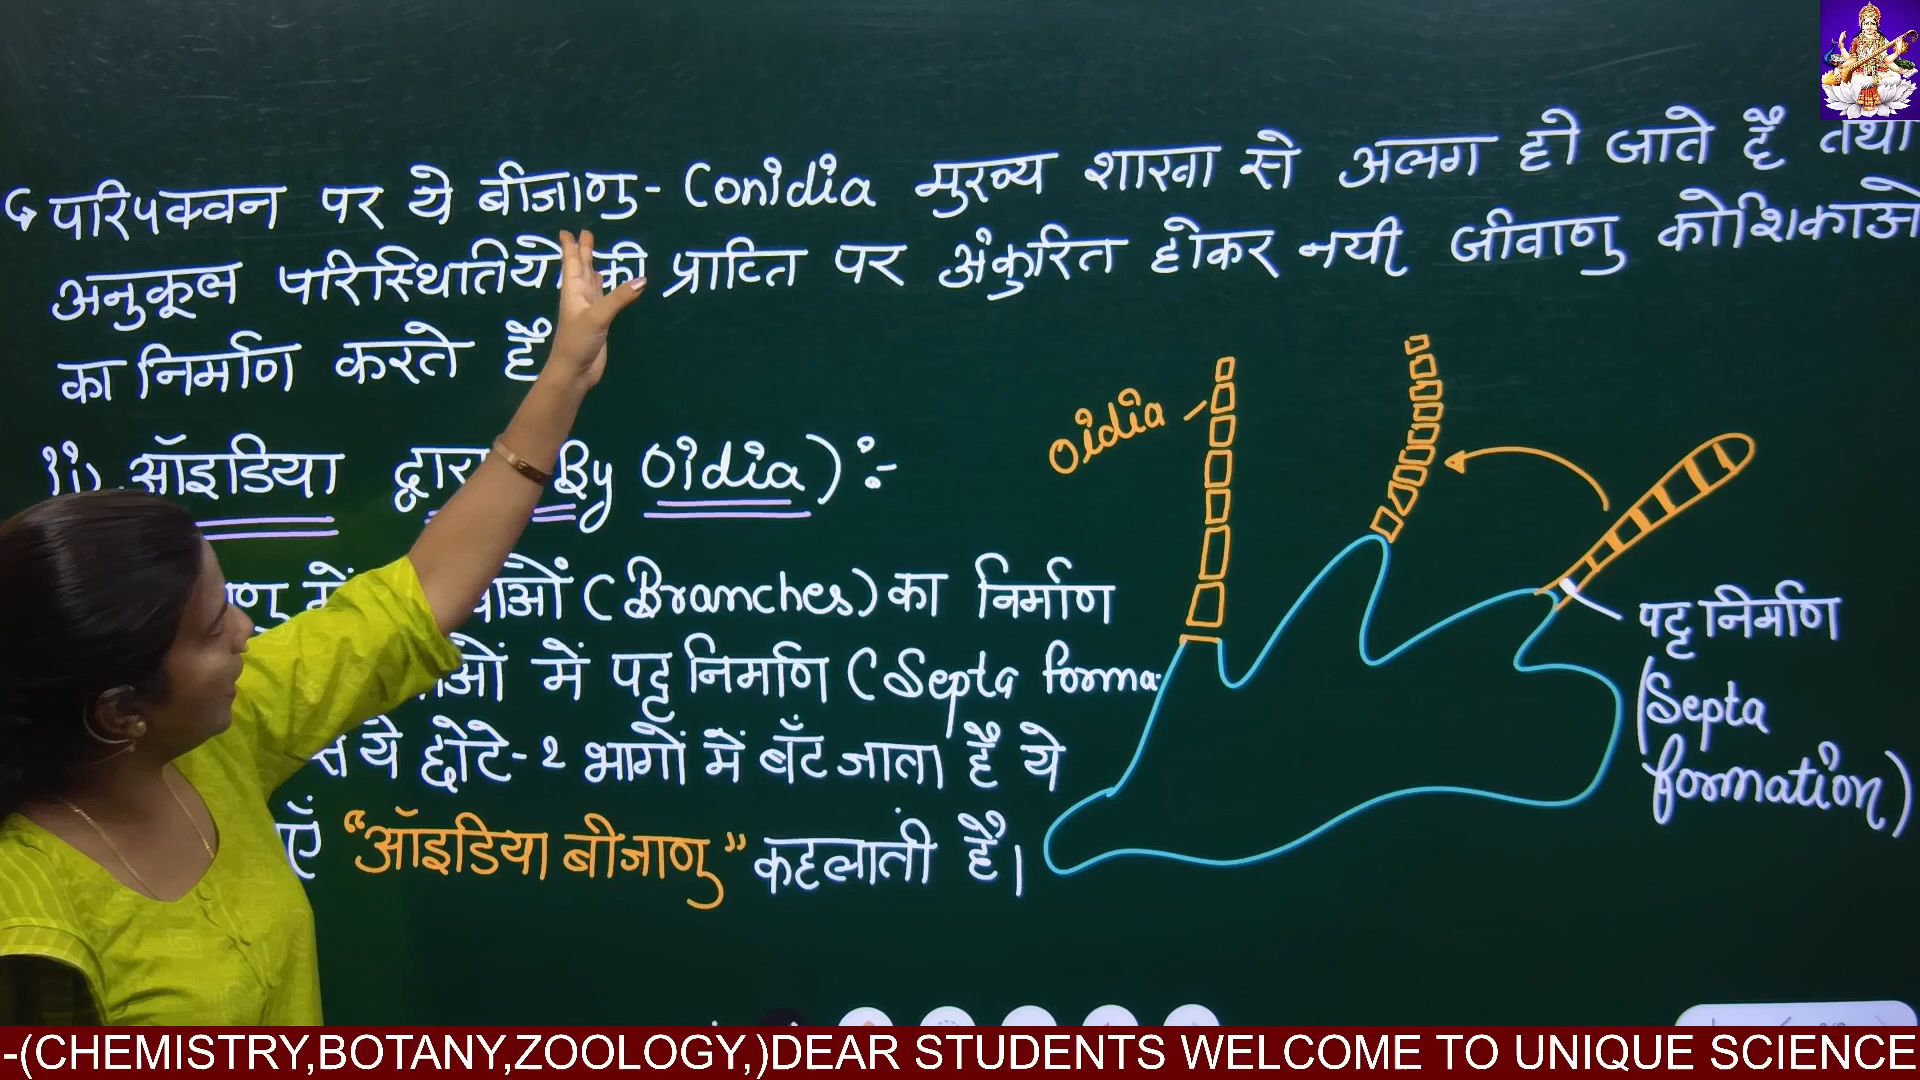 परिपक्वन पर ये बीजाणु- Conidia मुख्य शाखा से अलग हो जाते है तथा
अनुकूल परिस्थितियो की प्राप्ति पर अंकुरित होकर नयी जीवाणु कोशिकाओ
का निर्माण करते है
ii) ऑइडिया द्वारा By Oidia) :-
में (Branches) का निर्माण
में पट्ट निर्माण (Septa forma
ये छोटे-2 भागों में बँट जाता है ये
"ऑइडिया बीजाणु" कहलाती है।
Oidia
पट्ट निर्माण
(Septa
formation)
-(CHEMISTRY,BOTANY,ZOOLOGY,)DEAR STUDENTS WELCOME TO UNIQUE SCIENCE